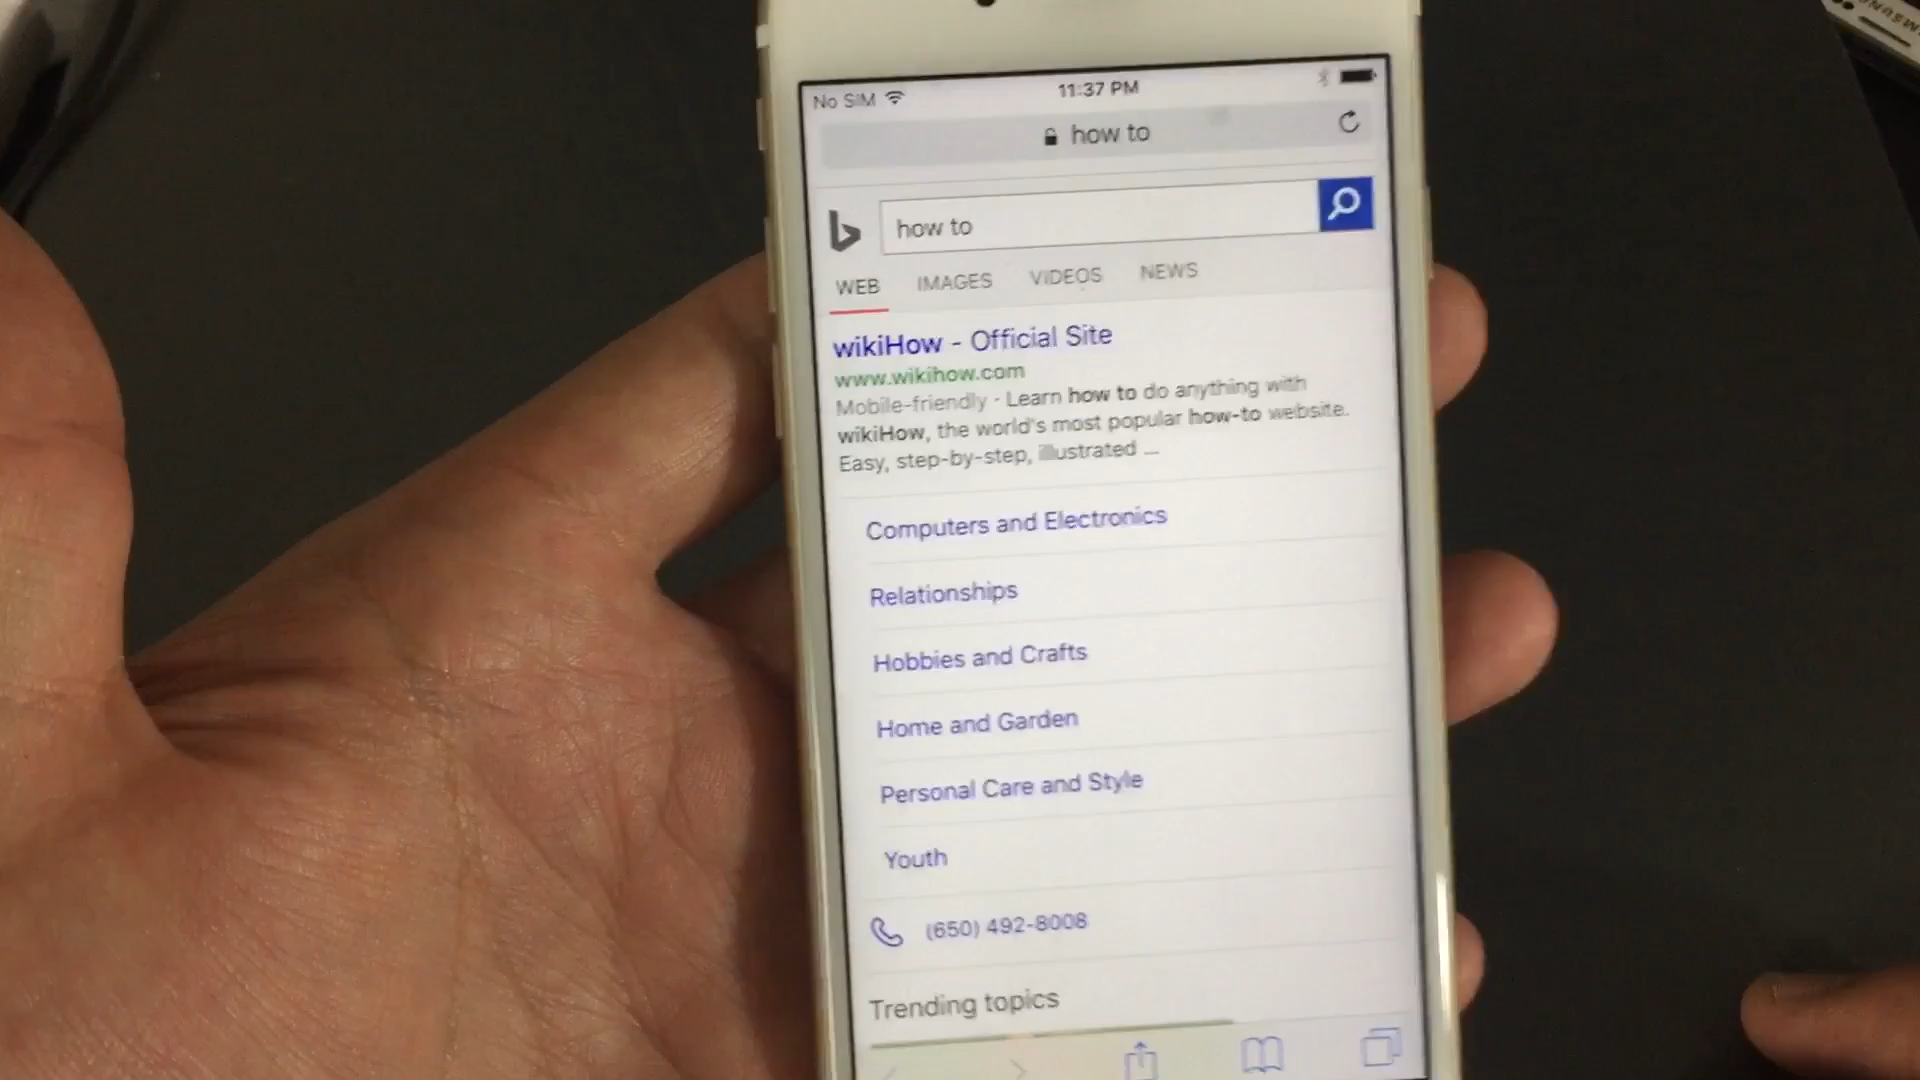 SAMSUNG
No SIM 11:37 PM
how to
how to
WEB IMAGES VIDEOS NEWS
wikiHow - Official Site
www.wikihow.com
Mobile-friendly · Learn how to do anything with
wikiHow, the world's most popular how-to website.
Easy, step-by-step, illustrated ...
Computers and Electronics
Relationships
Hobbies and Crafts
Home and Garden
Personal Care and Style
Youth
(650) 492-8008
Trending topics